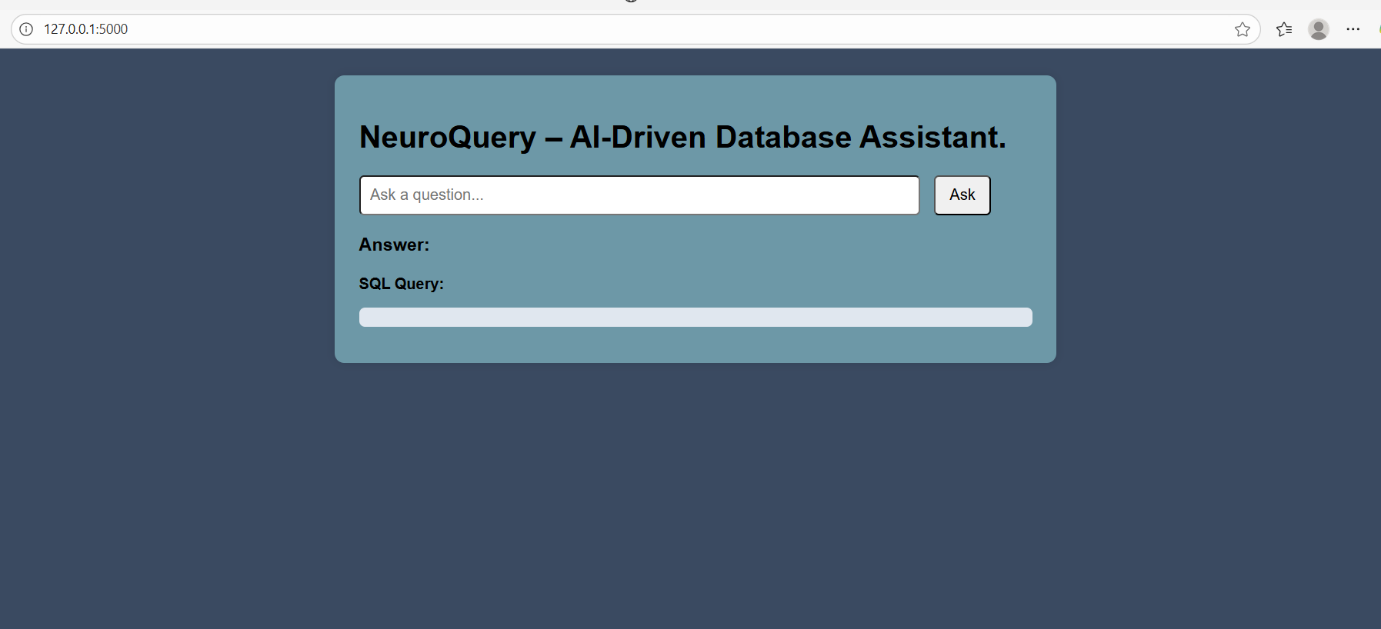 127.0.0.1:5000
NeuroQuery – AI-Driven Database Assistant.
Ask a question...
Ask
Answer:
SQL Query: